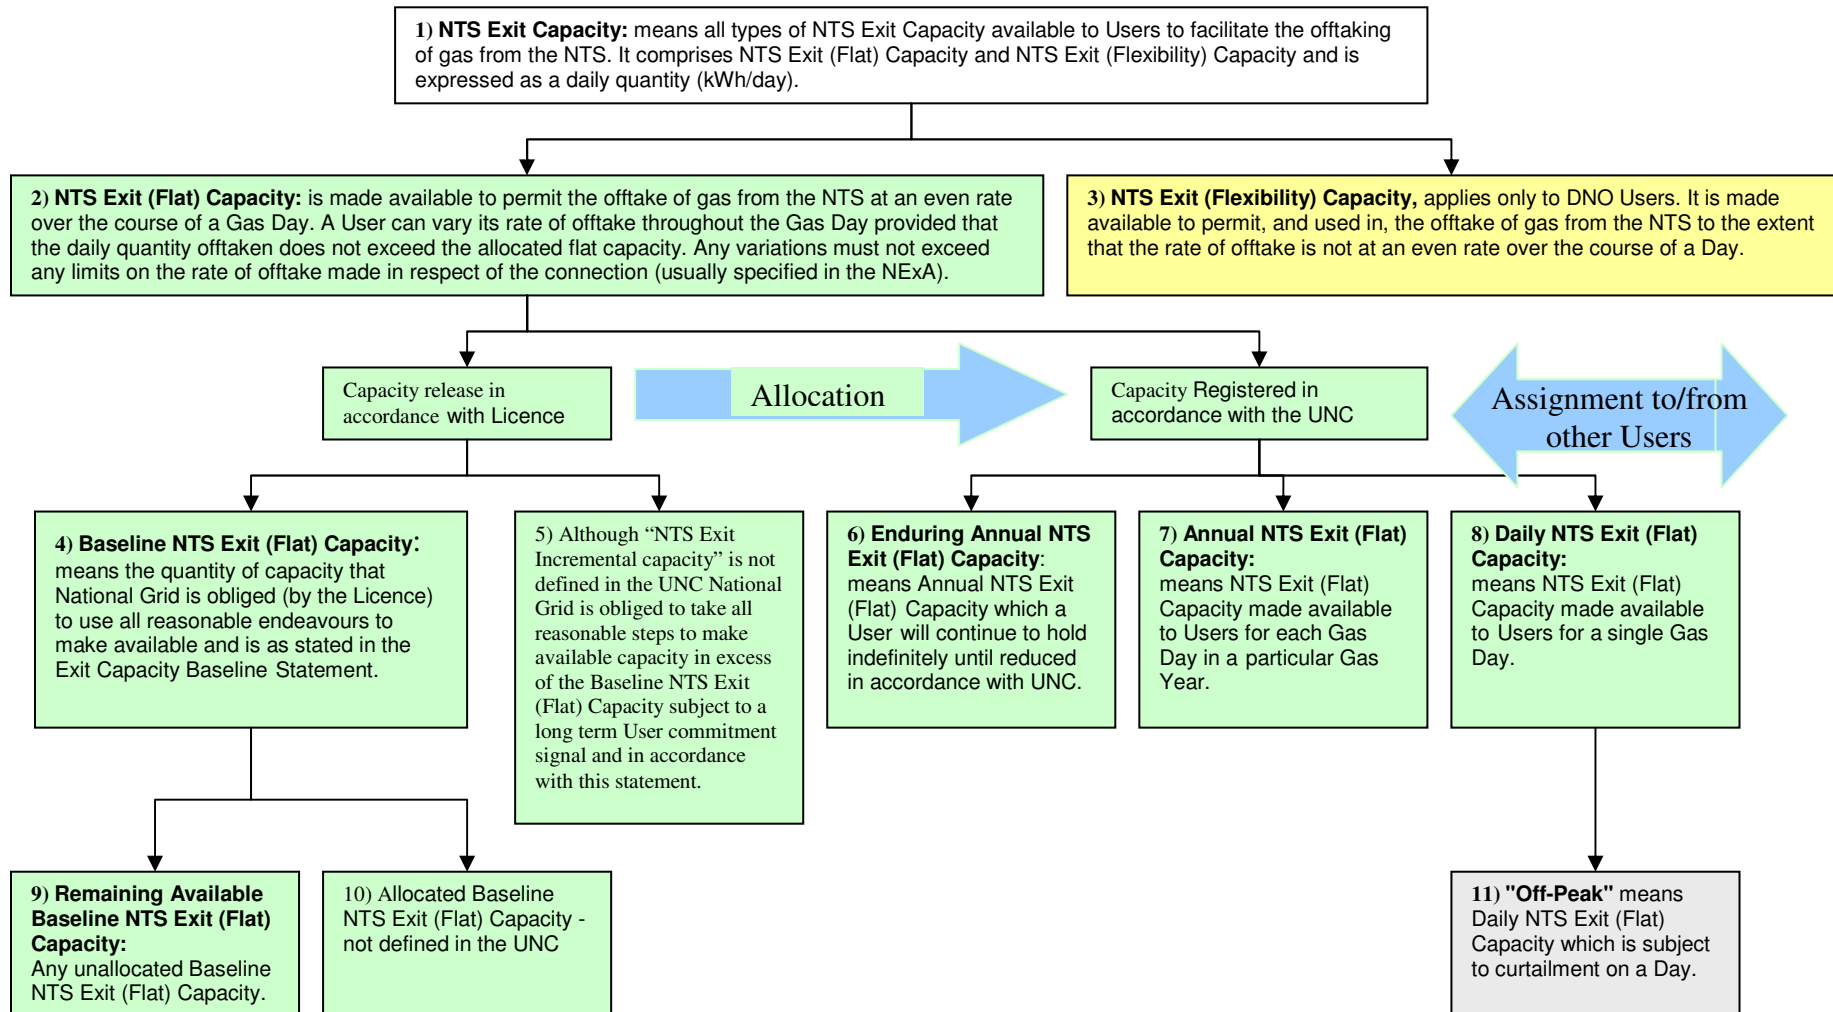 1) NTS Exit Capacity: means all types of NTS Exit Capacity available to Users to facilitate the offtaking
of gas from the NTS. It comprises NTS Exit (Flat) Capacity and NTS Exit (Flexibility) Capacity and is
expressed as a daily quantity (kWh/day).
2) NTS Exit (Flat) Capacity: is made available to permit the offtake of gas from the NTS at an even rate
over the course of a Gas Day. A User can vary its rate of offtake throughout the Gas Day provided that
the daily quantity offtaken does not exceed the allocated flat capacity. Any variations must not exceed
any limits on the rate of offtake made in respect of the connection (usually specified in the NExA).
3) NTS Exit (Flexibility) Capacity, applies only to DNO Users. It is made
available to permit, and used in, the offtake of gas from the NTS to the extent
that the rate of offtake is not at an even rate over the course of a Day.
Capacity release in
accordance with Licence
Allocation
Capacity Registered in
accordance with the UNC
Assignment to/from
other Users
4) Baseline NTS Exit (Flat) Capacity:
means the quantity of capacity that
National Grid is obliged (by the Licence)
to use all reasonable endeavours to
make available and is as stated in the
Exit Capacity Baseline Statement.
5) Although “NTS Exit
Incremental capacity” is not
defined in the UNC National
Grid is obliged to take all
reasonable steps to make
available capacity in excess
of the Baseline NTS Exit
(Flat) Capacity subject to a
long term User commitment
signal and in accordance
with this statement.
6) Enduring Annual NTS
Exit (Flat) Capacity:
means Annual NTS Exit
(Flat) Capacity which a
User will continue to hold
indefinitely until reduced
in accordance with UNC.
7) Annual NTS Exit (Flat)
Capacity:
means NTS Exit (Flat)
Capacity made available
to Users for each Gas
Day in a particular Gas
Year.
8) Daily NTS Exit (Flat)
Capacity:
means NTS Exit (Flat)
Capacity made available
to Users for a single Gas
Day.
9) Remaining Available
Baseline NTS Exit (Flat)
Capacity:
Any unallocated Baseline
NTS Exit (Flat) Capacity.
10) Allocated Baseline
NTS Exit (Flat) Capacity -
not defined in the UNC
11) "Off-Peak" means
Daily NTS Exit (Flat)
Capacity which is subject
to curtailment on a Day.